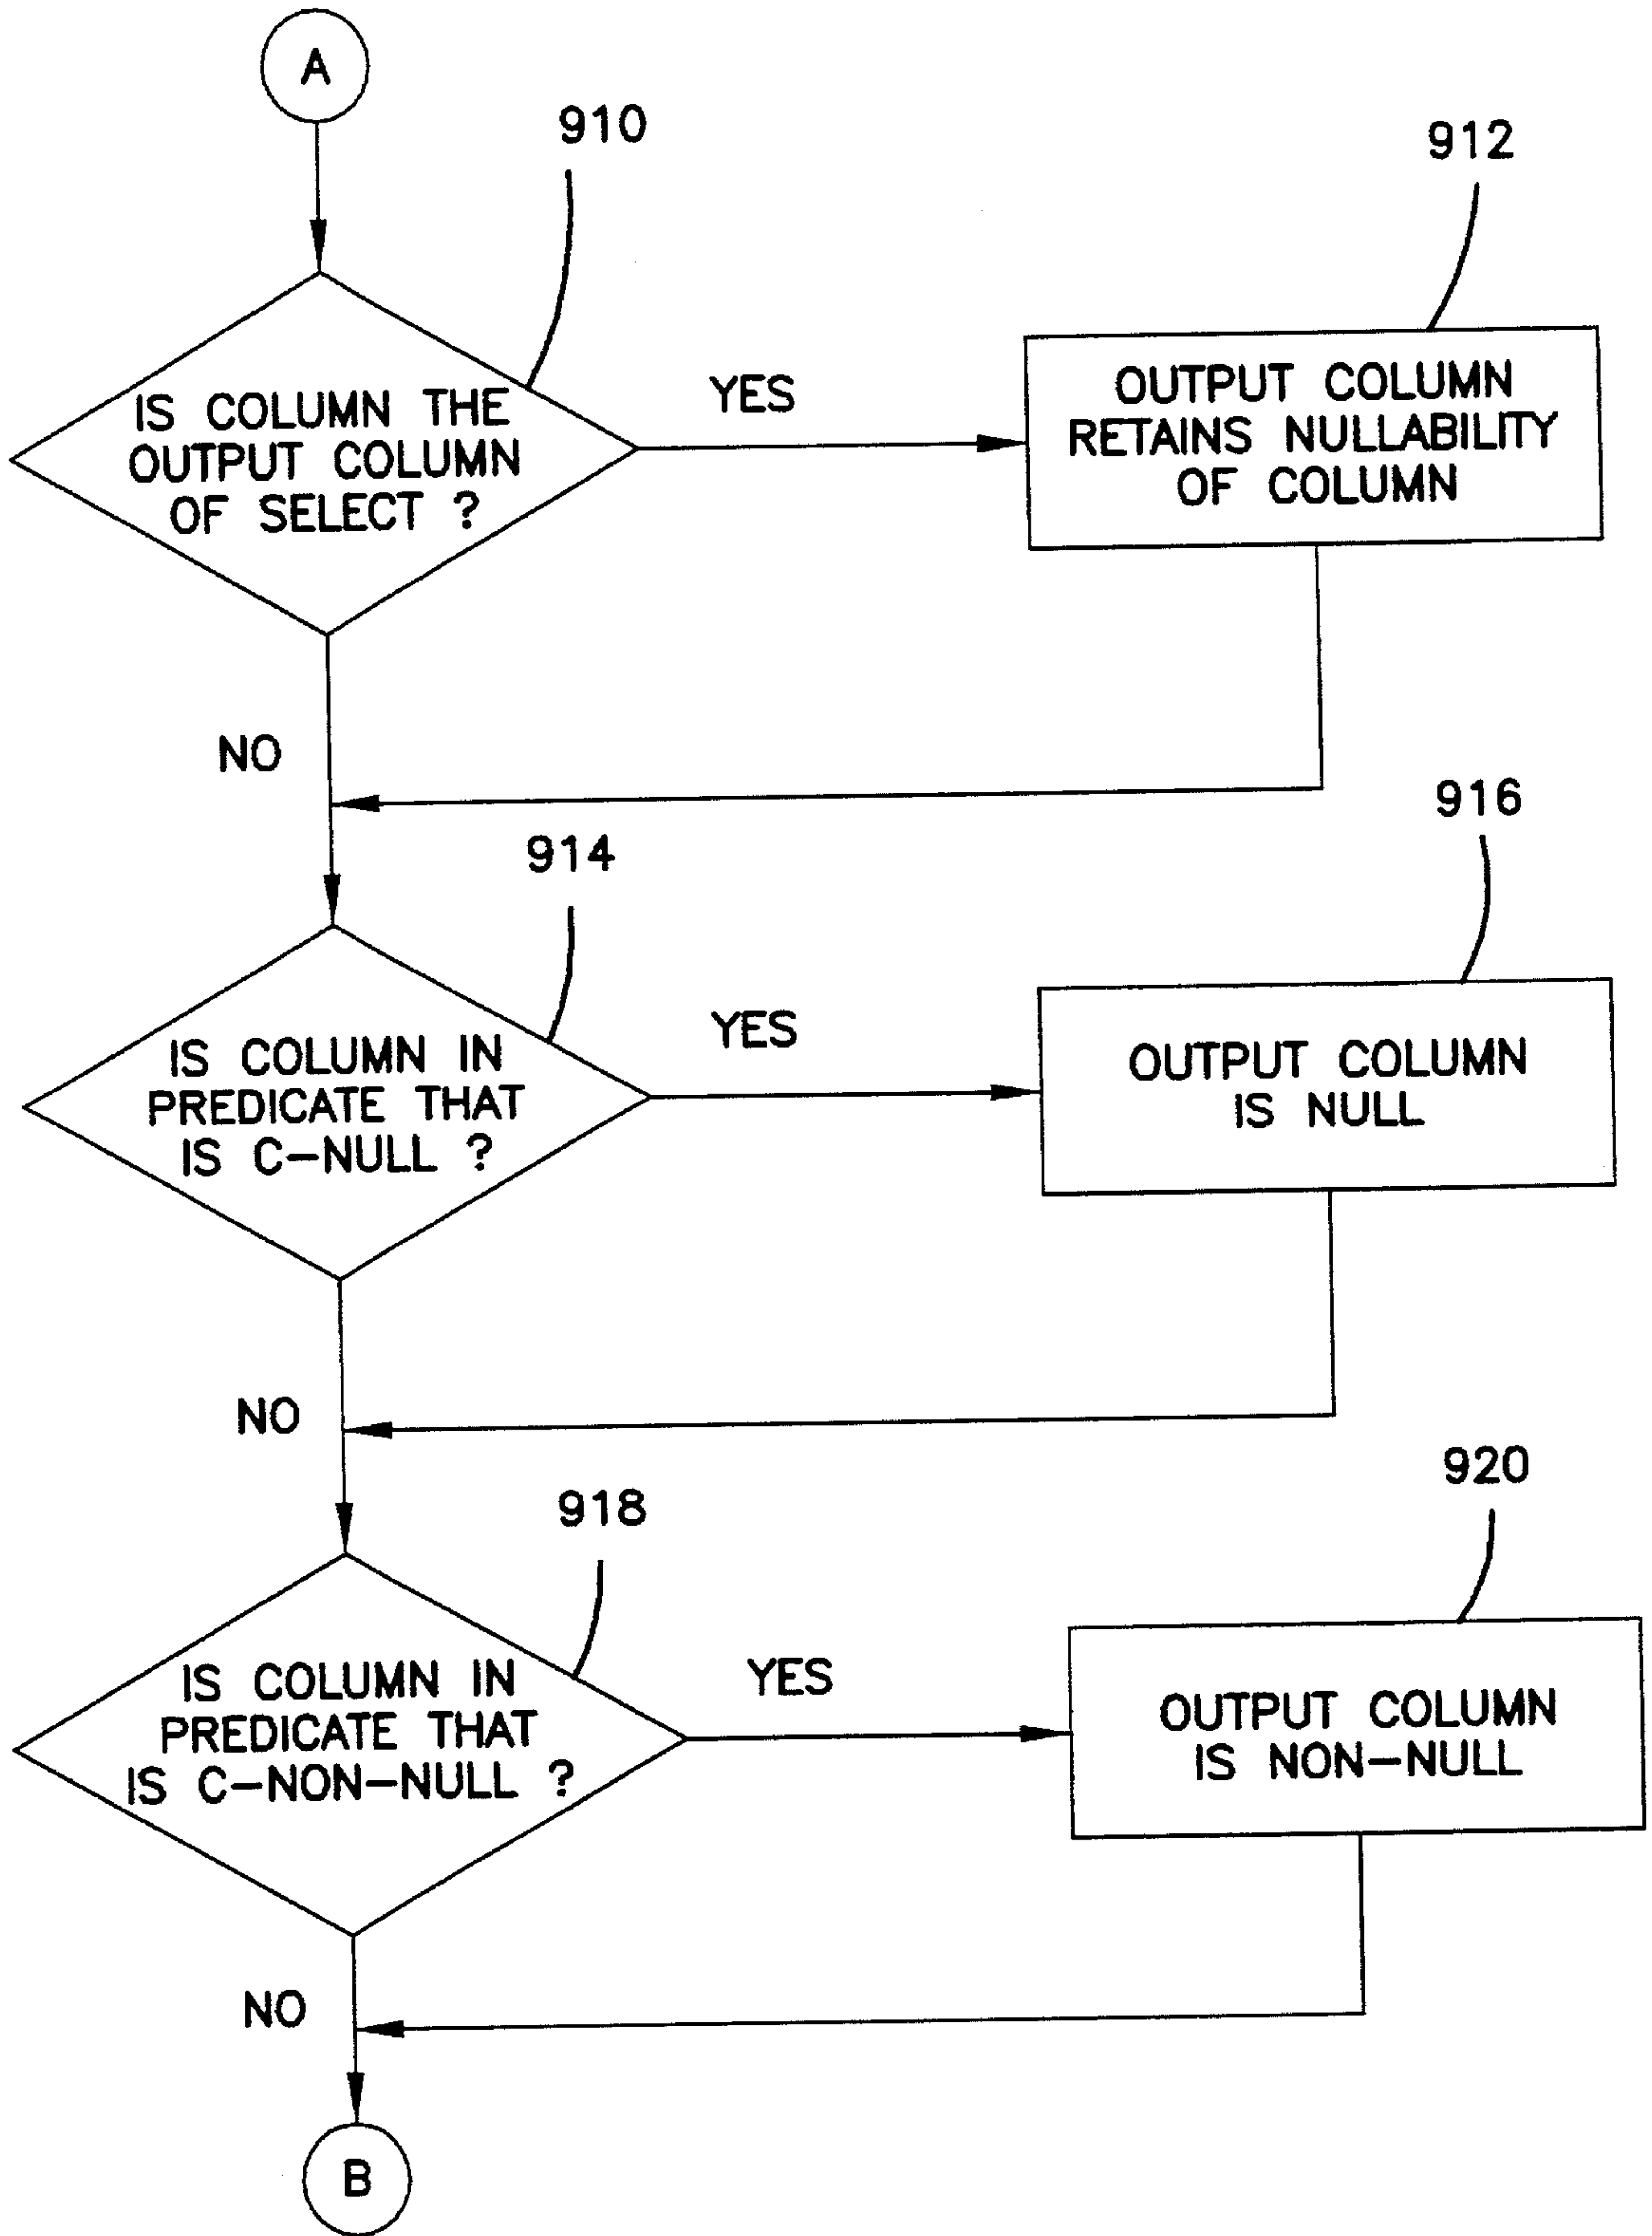 A
910
912
IS COLUMN THE
OUTPUT COLUMN
OF SELECT ?
YES
OUTPUT COLUMN
RETAINS NULLABILITY
OF COLUMN
NO
914
916
IS COLUMN IN
PREDICATE THAT
IS C-NULL ?
YES
OUTPUT COLUMN
IS NULL
NO
918
920
IS COLUMN IN
PREDICATE THAT
IS C-NON-NULL ?
YES
OUTPUT COLUMN
IS NON-NULL
NO
B